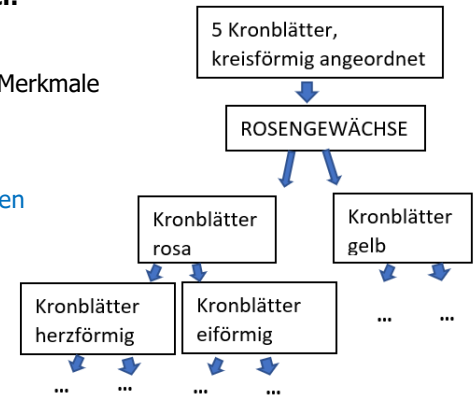 5 Kronblätter,
kreisförmig angeordnet
Merkmale
ROSENGEWÄCHSE
en
Kronblätter
rosa
Kronblätter
gelb
Kronblätter
herzförmig
Kronblätter
eiförmig
... ...
... ... ... ...